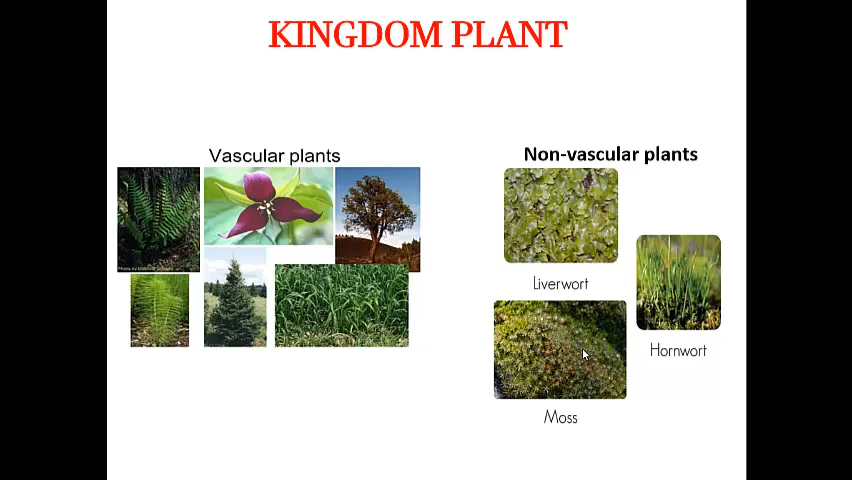 KINGDOM PLANT
Vascular plants
Non-vascular plants
Liverwort
Hornwort
Moss